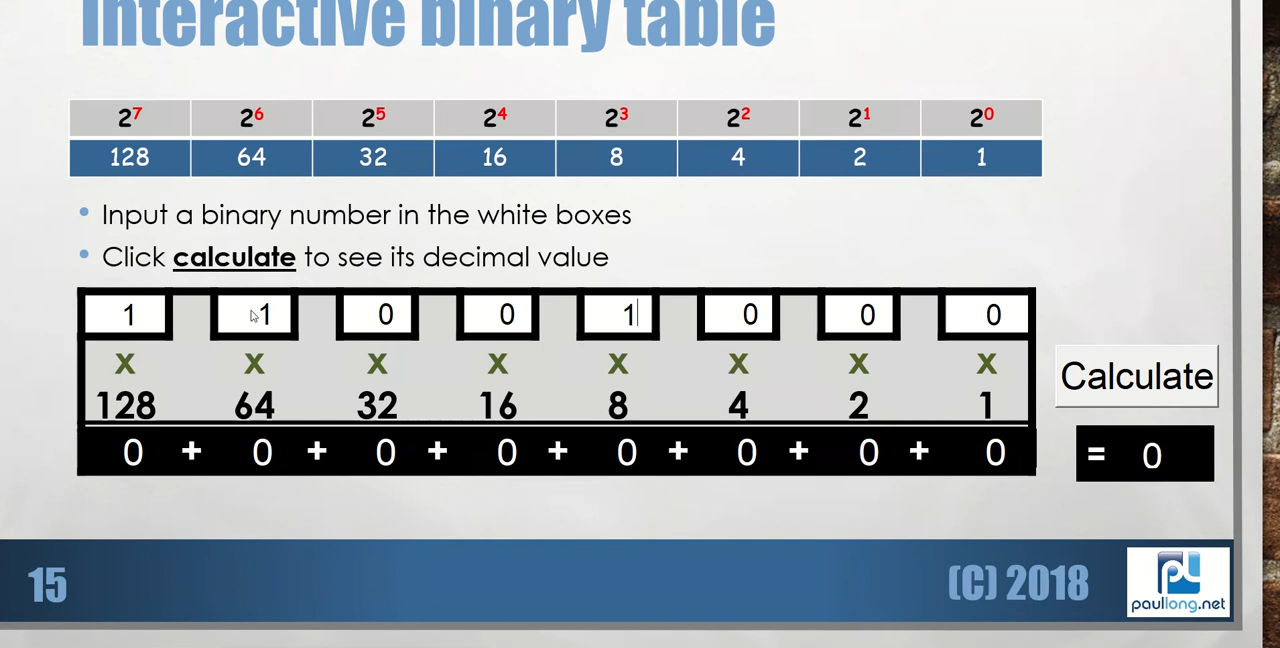 Interactive binary table
2⁷ 2⁶ 2⁵ 2⁴ 2³ 2² 2¹ 2⁰
128 64 32 16 8 4 2 1
• Input a binary number in the white boxes
• Click calculate to see its decimal value
1 1 0 0 1 0 0 0
x x x x x x x x
128 64 32 16 8 4 2 1
0 + 0 + 0 + 0 + 0 + 0 + 0 + 0
Calculate
= 0
15
(C) 2018
pL
paullong.net